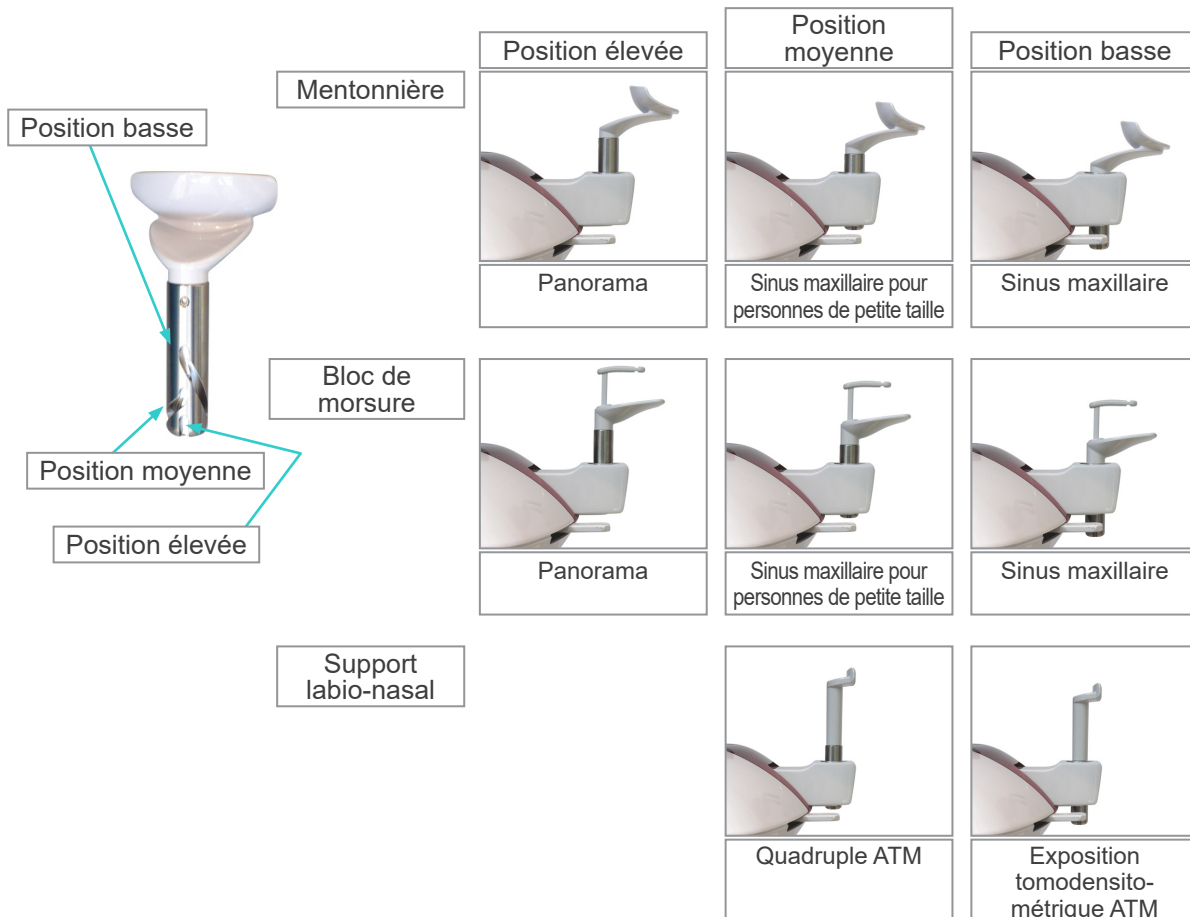 Position élevée
Position
moyenne
Position basse
Mentonnière
Position basse
Panorama
Sinus maxillaire pour
personnes de petite taille
Sinus maxillaire
Bloc de
morsure
Position moyenne
Position élevée
Panorama
Sinus maxillaire pour
personnes de petite taille
Sinus maxillaire
Support
labio-nasal
Quadruple ATM
Exposition
tomodensito-
métrique ATM